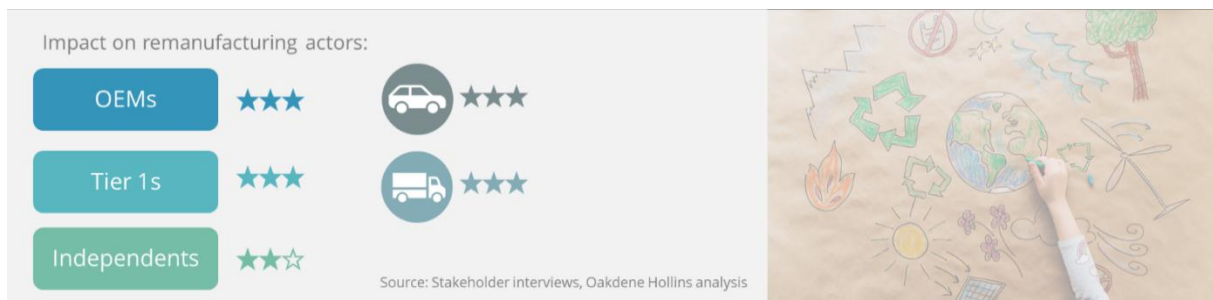 Impact on remanufacturing actors:
OEMs
Tier 1s
Independents
Source: Stakeholder interviews, Oakdene Hollins analysis